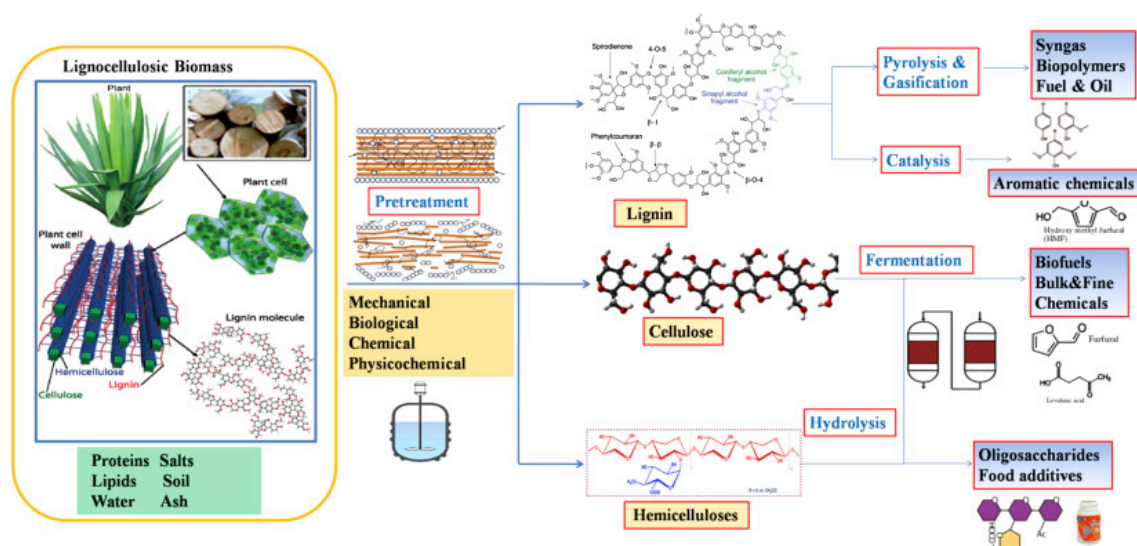 Lignocellulosic Biomass
Plant
Plant cell
Plant cell
wall
Lignin molecule
Hemicellulose
Lignin
Cellulose
Proteins Salts
Lipids Soil
Water Ash
Pretreatment
Mechanical
Biological
Chemical
Physicochemical
Spirodienone
4-O-5
Coniferyl alcohol
fragment
Sinapyl alcohol
fragment
β-1
Phenylcoumaran
β-β
β-O-4
Lignin
Cellulose
Hemicelluloses
Pyrolysis &
Gasification
Catalysis
Fermentation
Hydrolysis
Syngas
Biopolymers
Fuel & Oil
Aromatic chemicals
HO
O
Hydroxy methyl furfural
(HMF)
Biofuels
Bulk&Fine
Chemicals
O
O
Furfural
HO
O
CH3
O
Levulinic acid
Oligosaccharides
Food additives
Ac